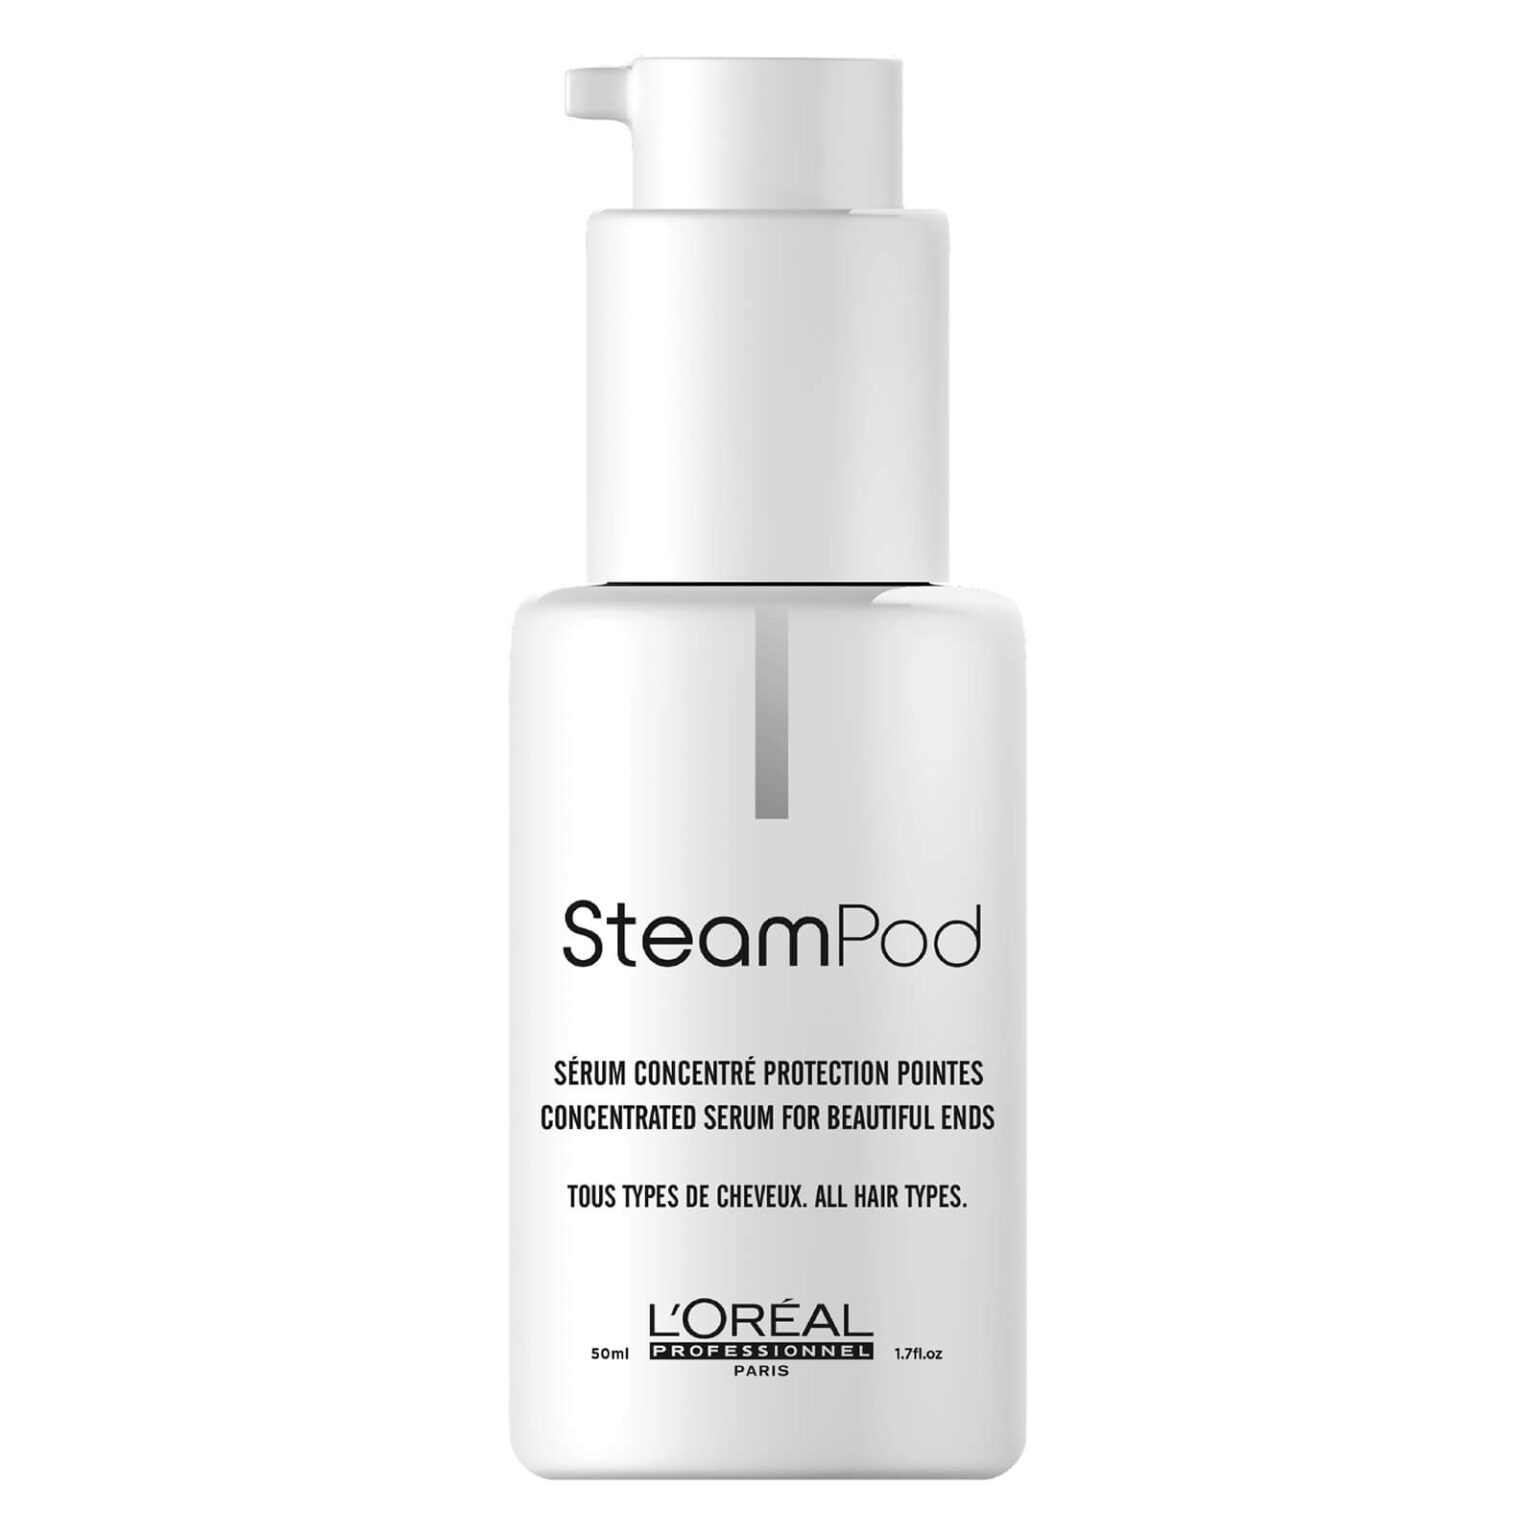 SteamPod
SÉRUM CONCENTRÉ PROTECTION POINTES
CONCENTRATED SERUM FOR BEAUTIFUL ENDS
TOUS TYPES DE CHEVEUX. ALL HAIR TYPES.
L'ORÉAL
50ml PROFESSIONNEL 1.7fl.oz
PARIS